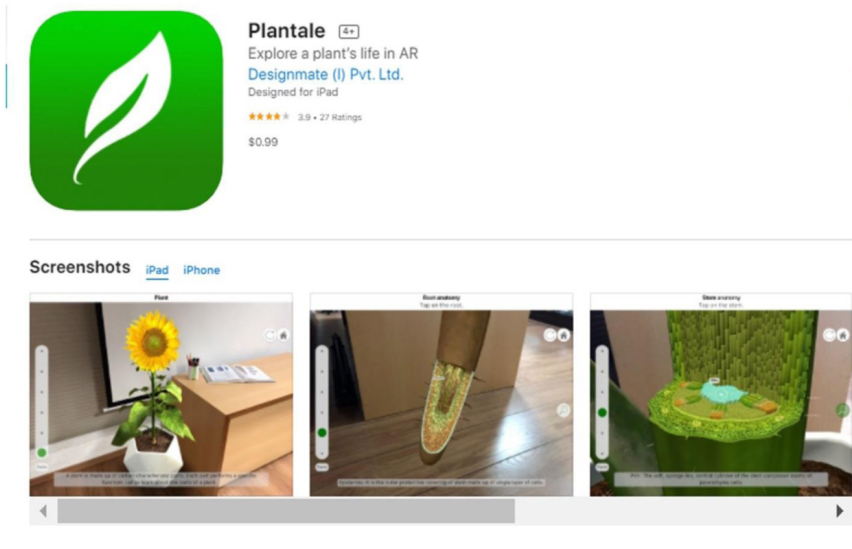 Plantale 4+
Explore a plant's life in AR
Designmate (I) Pvt. Ltd.
Designed for iPad
3.9 • 27 Ratings
$0.99
Screenshots iPad iPhone
Plant
Root anatomy
Tap on the root.
Stem anatomy
Tap on the stem.